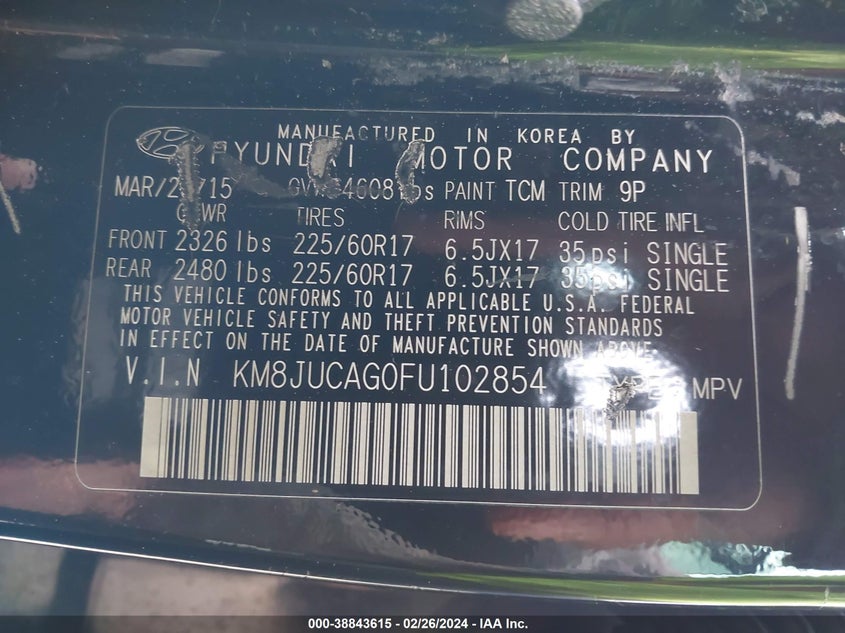 MANUFACTURED IN KOREA BY
HYUNDAI MOTOR COMPANY
PAINT TCM TRIM 9P
TIRES RIMS COLD TIRE INFL
FRONT 2326 lbs 225/60R17 6.5JX17 35psi SINGLE
REAR 2480 lbs 225/60R17 6.5JX17 35psi SINGLE
THIS VEHICLE CONFORMS TO ALL APPLICABLE U.S.A. FEDERAL
MOTOR VEHICLE SAFETY AND THEFT PREVENTION STANDARDS
IN EFFECT ON THE DATE OF MANUFACTURE SHOWN ABOVE.
V.I.N KM8JUCAG0FU102854 TYPE: MPV
000-38843615 - 02/26/2024 - IAA Inc.